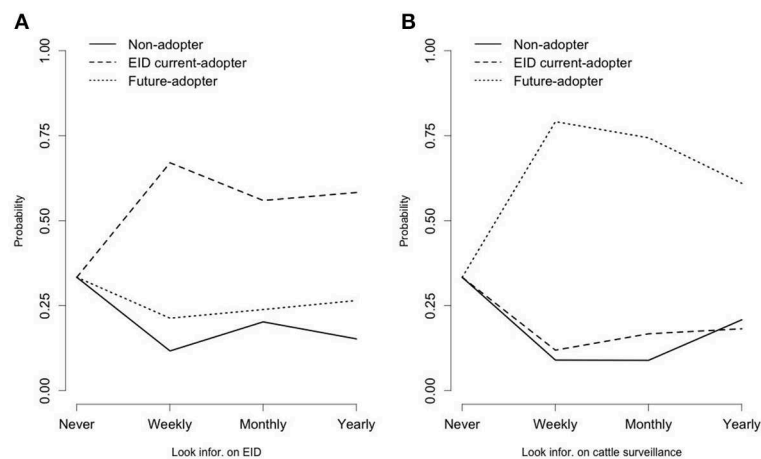 A
Non-adopter
EID current-adopter
Future-adopter
Probability
1.00
0.75
0.50
0.25
0.00
Never Weekly Monthly Yearly
Look infor. on EID
B
Non-adopter
EID current-adopter
Future-adopter
Probability
1.00
0.75
0.50
0.25
0.00
Never Weekly Monthly Yearly
Look infor. on cattle surveillance